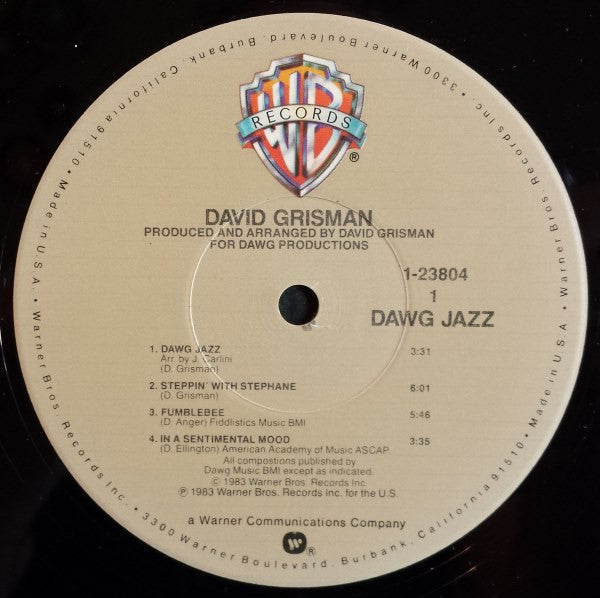 WB
RECORDS
®
DAVID GRISMAN
PRODUCED AND ARRANGED BY DAVID GRISMAN
FOR DAWG PRODUCTIONS
1-23804
1
DAWG JAZZ
1. DAWG JAZZ 3:31
Arr. by J. Carlini
(D. Grisman)
2. STEPPIN' WITH STEPHANE 6:01
(D. Grisman)
3. FUMBLEBEE 5:46
(D. Anger) Fiddlistics Music BMI
4. IN A SENTIMENTAL MOOD 3:35
(D. Ellington) American Academy of Music ASCAP
All compostions published by
Dawg Music BMI except as indicated.
© 1983 Warner Bros. Records Inc.
℗ 1983 Warner Bros. Records Inc. for the U.S.
a Warner Communications Company
®
• Warner Bros. Records Inc. • 3300 Warner Boulevard, Burbank, California 91510 • Made in U.S.A. • Warner Bros. Records Inc. • 3300 Warner Boulevard, Burbank, California 91510 • Made in U.S.A.